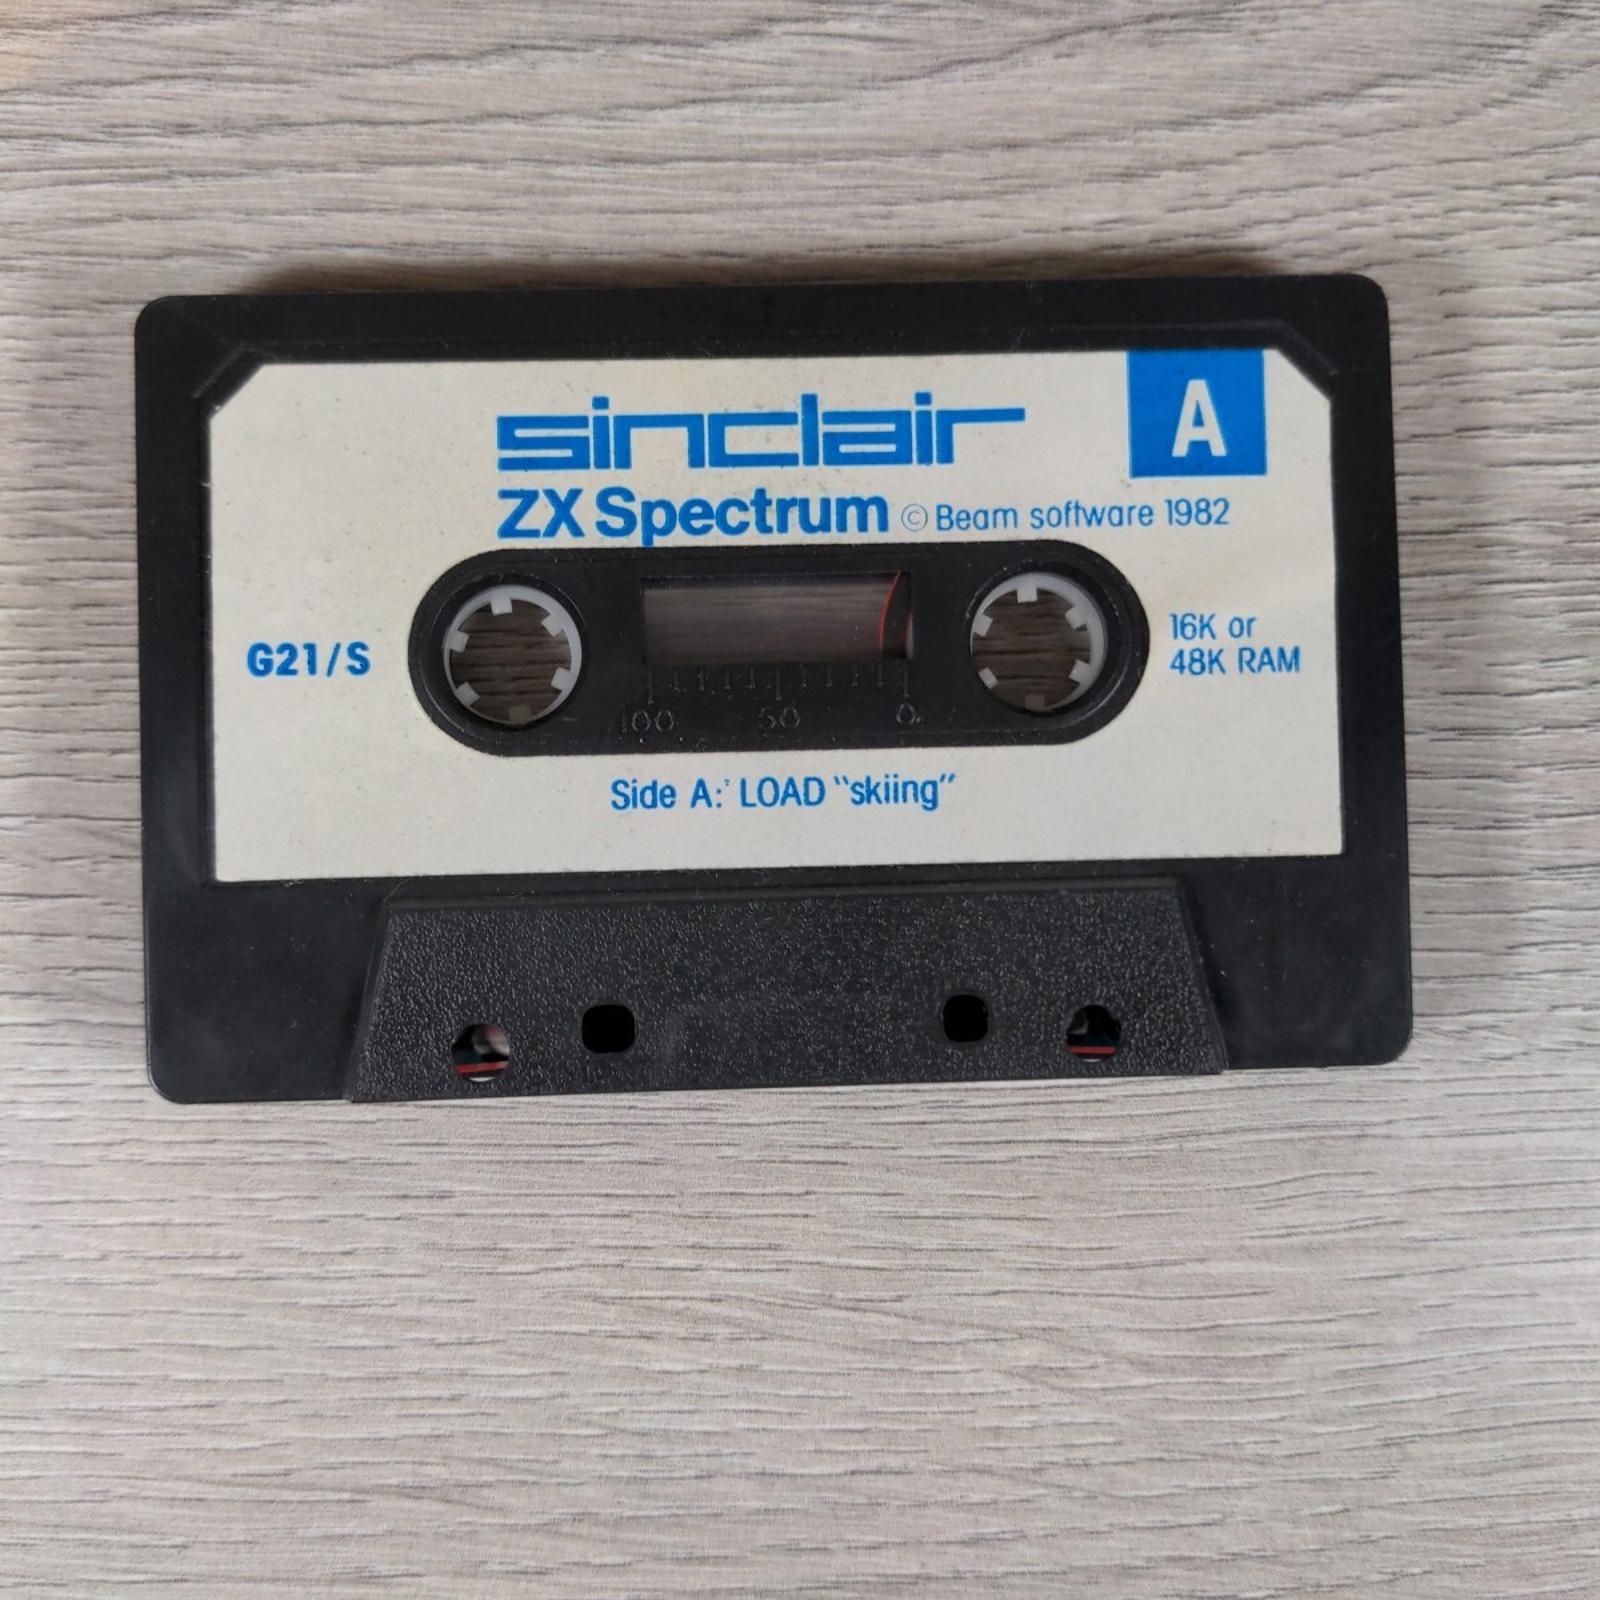 sinclair
A
ZX Spectrum © Beam software 1982
G21/S
16K or
48K RAM
100 50 0
Side A: LOAD "skiing"